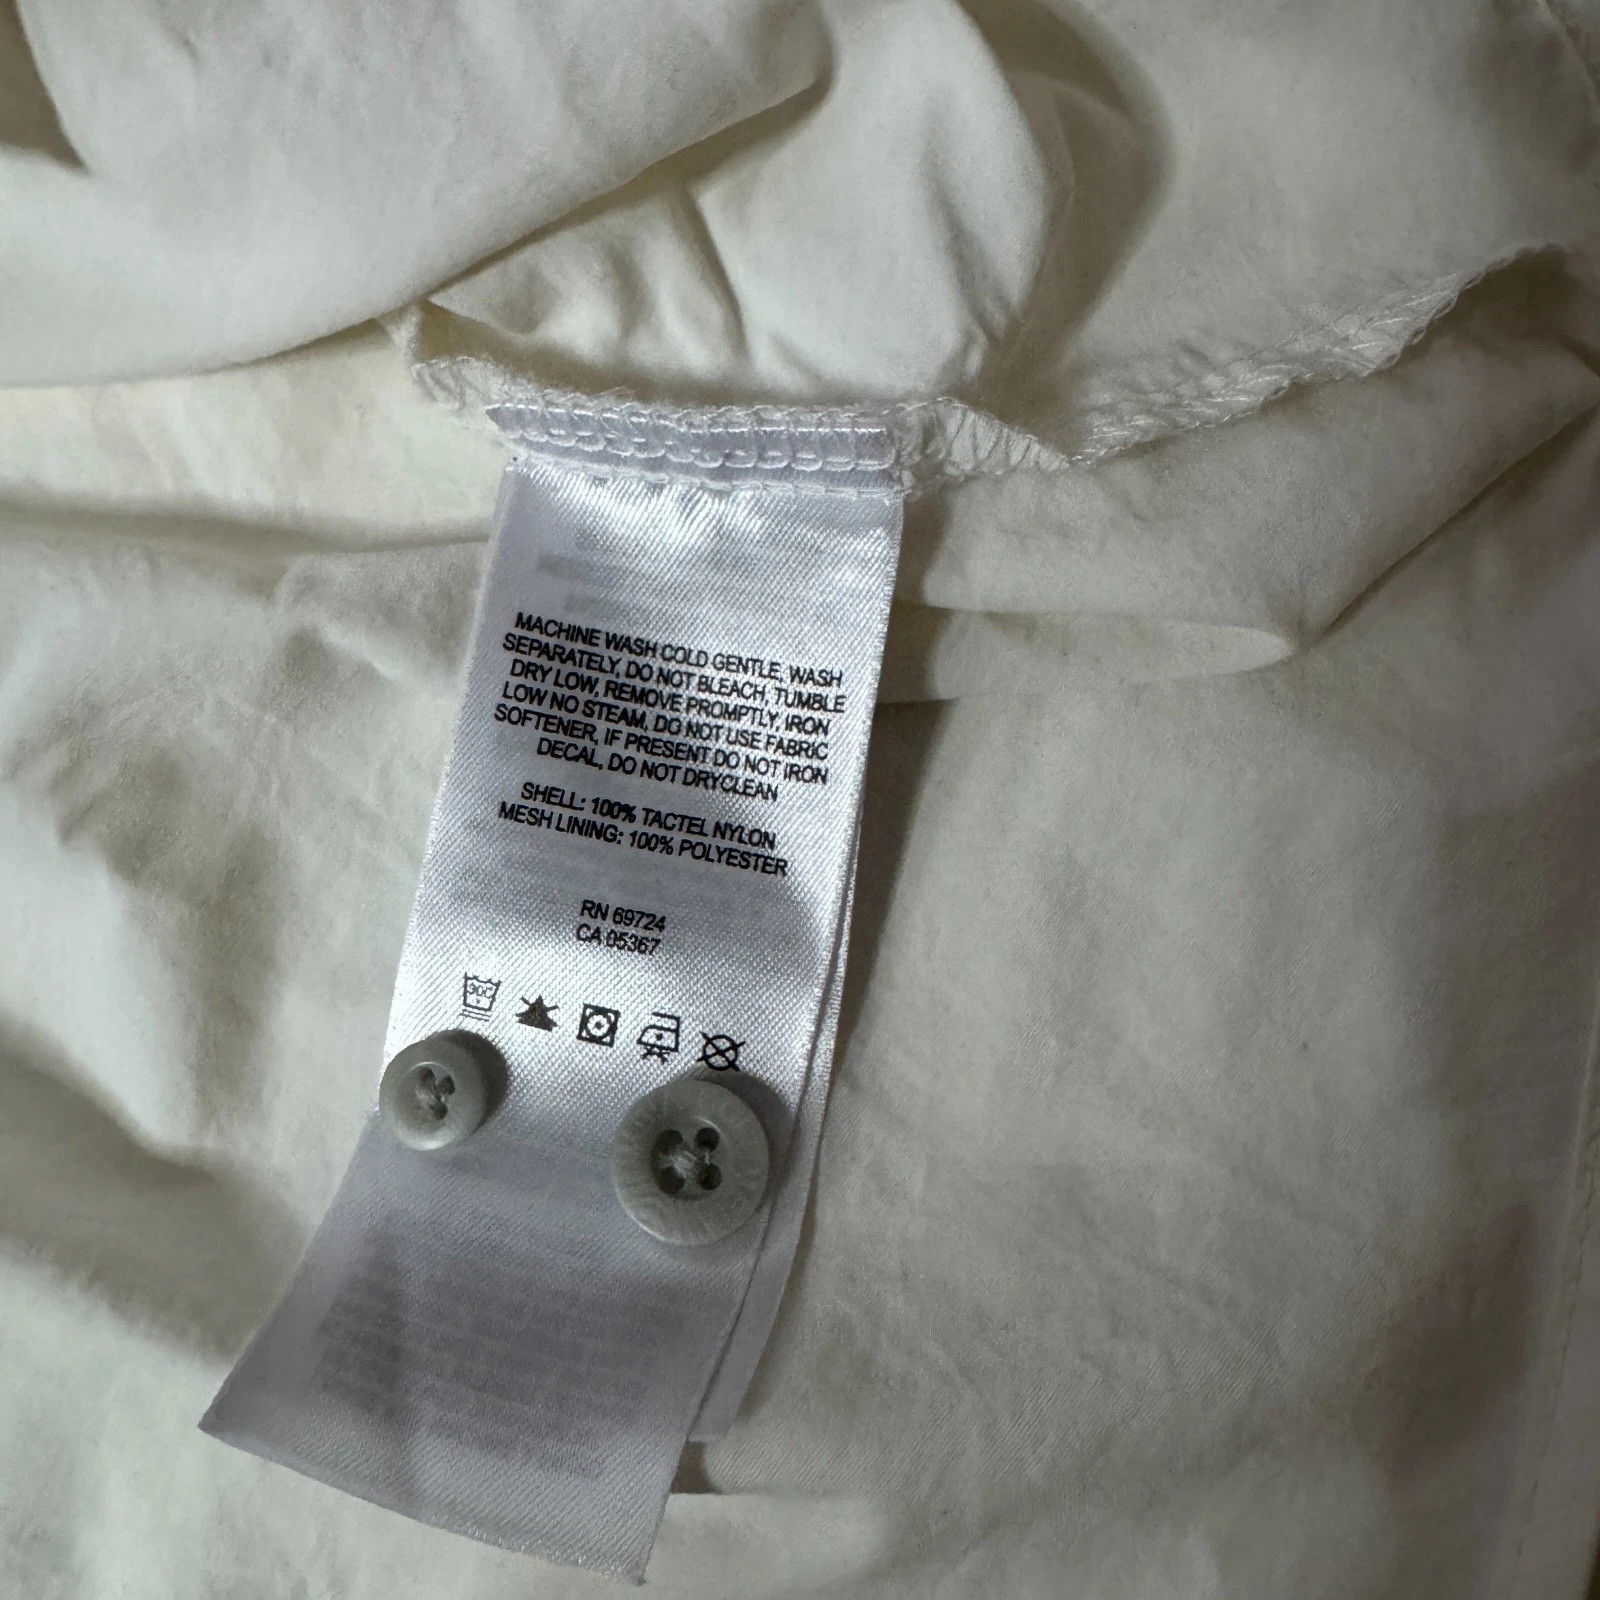 MACHINE WASH COLD GENTLE, WASH
SEPARATELY, DO NOT BLEACH, TUMBLE
DRY LOW, REMOVE PROMPTLY, IRON
LOW NO STEAM, DO NOT USE FABRIC
SOFTENER, IF PRESENT DO NOT IRON
DECAL, DO NOT DRYCLEAN
SHELL: 100% TACTEL NYLON
MESH LINING: 100% POLYESTER
RN 69724
CA 05367
30C